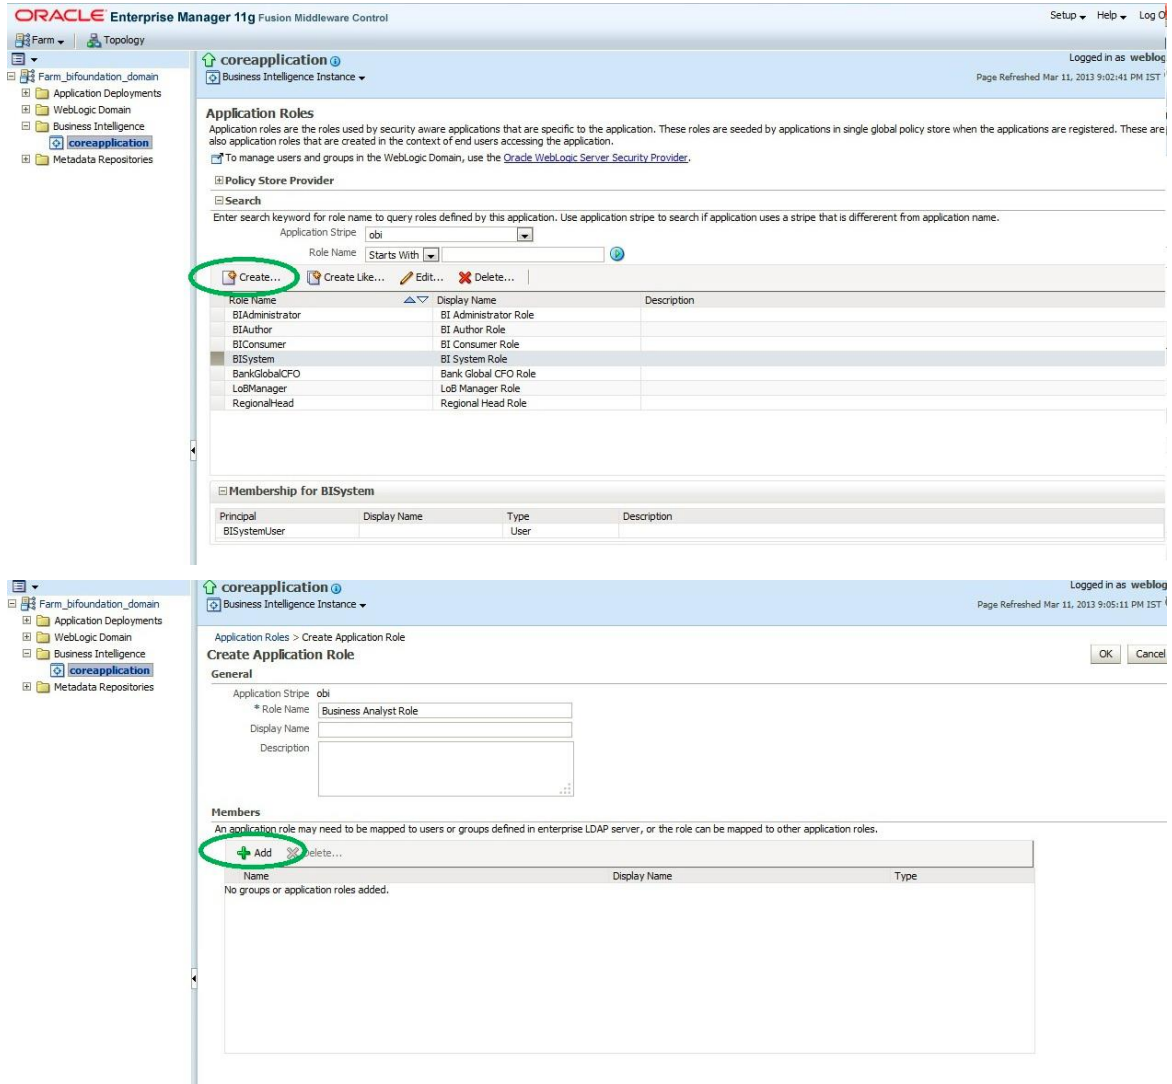 ORACLE Enterprise Manager 11g Fusion Middleware Control
Setup Help Log O
Farm Topology
coreapplication
Logged in as weblog
Farm_bifoundation_domain
Business Intelligence Instance
Page Refreshed Mar 11, 2013 9:02:41 PM IST
Application Deployments
WebLogic Domain
Business Intelligence
coreapplication
Metadata Repositories
Application Roles
Application roles are the roles used by security aware applications that are specific to the application. These roles are seeded by applications in single global policy store when the applications are registered. These are
also application roles that are created in the context of end users accessing the application.
To manage users and groups in the WebLogic Domain, use the Oracle WebLogic Server Security Provider.
Policy Store Provider
Search
Enter search keyword for role name to query roles defined by this application. Use application stripe to search if application uses a stripe that is differerent from application name.
Application Stripe obi
Role Name Starts With
Create... Create Like... Edit... Delete...
Role Name Display Name Description
BIAdministrator BI Administrator Role
BIAuthor BI Author Role
BIConsumer BI Consumer Role
BISystem BI System Role
BankGlobalCFO Bank Global CFO Role
LoBManager LoB Manager Role
RegionalHead Regional Head Role
Membership for BISystem
Principal Display Name Type Description
BISystemUser User
coreapplication
Logged in as weblog
Farm_bifoundation_domain
Business Intelligence Instance
Page Refreshed Mar 11, 2013 9:05:11 PM IST
Application Deployments
WebLogic Domain
Business Intelligence
coreapplication
Metadata Repositories
Application Roles > Create Application Role
Create Application Role
OK Cancel
General
Application Stripe obi
* Role Name Business Analyst Role
Display Name
Description
Members
An application role may need to be mapped to users or groups defined in enterprise LDAP server, or the role can be mapped to other application roles.
Add Delete...
Name Display Name Type
No groups or application roles added.